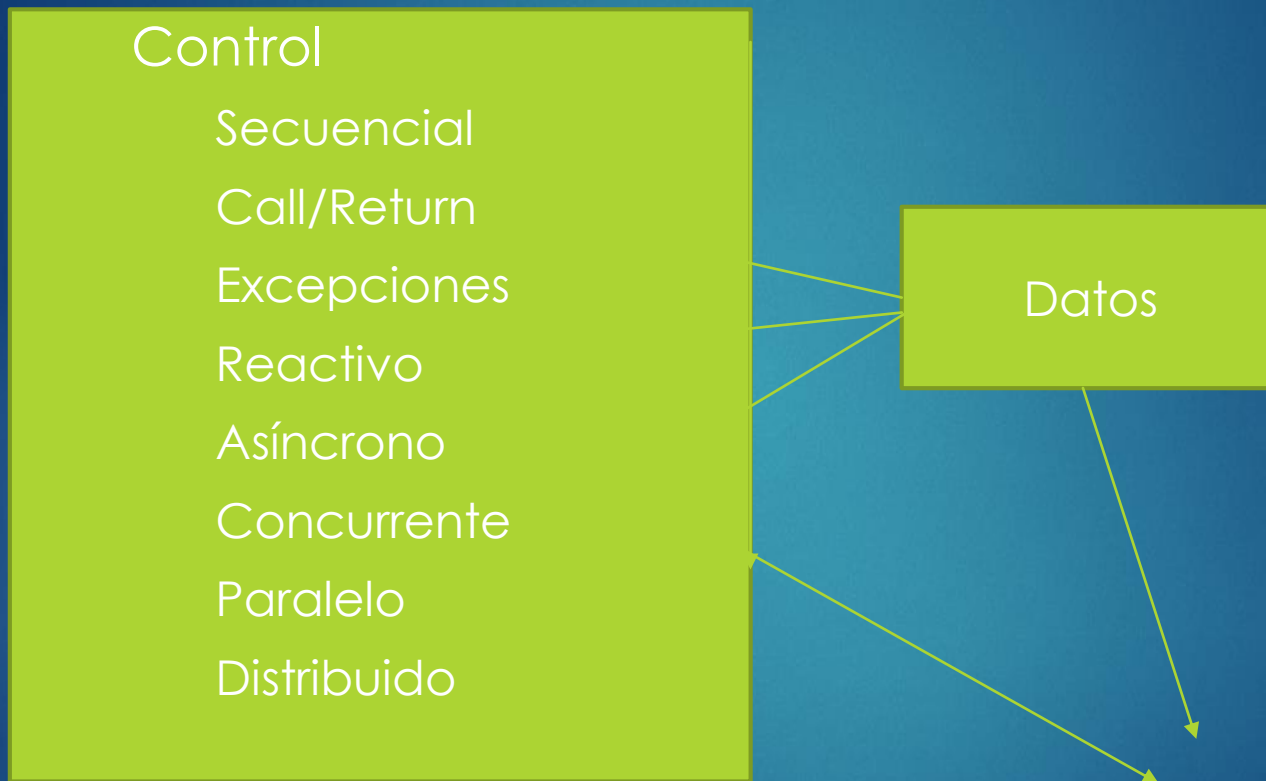 Control
Secuencial
Call/Return
Excepciones
Reactivo
Asíncrono
Concurrente
Paralelo
Distribuido
Datos